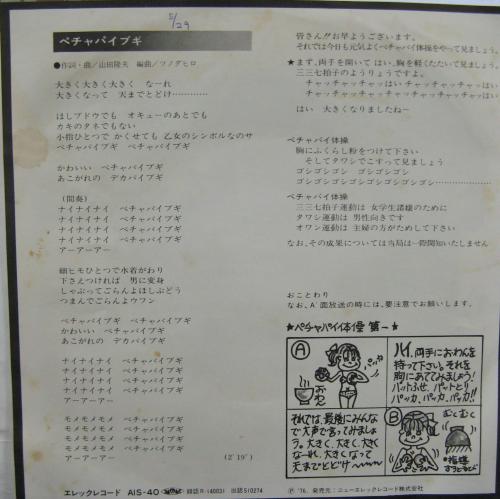 5/29
ペチャパイブギ
●作詞・曲／山田隆夫 編曲／ツノダヒロ
大きく大きく大きく なーれ
大きくなって 天までとどけ…………
はしブドウでも オキューのあとでも
カキのタネでもない
小指ひとつで かくせても 乙女のシンボルなのサ
ペチャパイブギ ペチャパイブギ
かわいい ペチャパイブギ
あこがれの デカパイブギ
(間奏)
ナイナイナイ ペチャパイブギ
ナイナイナイ ペチャパイブギ
ナイナイナイ ペチャパイブギ
ナイナイナイ ペチャパイブギ
アーアーアー
細ヒモひとつで水着がわり
下さえつければ 男に変身
しゃぶってごらんよほしぶどう
つまんでごらんよウワン
ペチャパイブギ ペチャパイブギ
かわいい ペチャパイブギ
あこがれの デカパイブギ
ナイナイナイ ペチャパイブギ
ナイナイナイ ペチャパイブギ
ナイナイナイ ペチャパイブギ
ナイナイナイ ペチャパイブギ
アーアーアー
モメモメモメ ペチャパイブギ
モメモメモメ ペチャパイブギ
モメモメモメ ペチャパイブギ
モメモメモメ ペチャパイブギ
アーアーアー (2'19")
皆さん!!お早ようございます。
それでは今日も元気よくペチャパイ体操をやって見ましょう。
★まず、両手を開いて はい、胸を軽くたたいて見ましょう。
三三七拍子のようりょうですよ。
チャッチャッチャッはい チャッチャッチャッはい
チャッチャッチャッチャッチャッチャッチャッはい
はい 大きくなりましたねー
ペチャパイ体操
胸にふくらし粉をつけて下さい
そしてタワシでこすって見ましょう
ゴシゴシゴシ ゴシゴシゴシ
ゴシゴシゴシゴシゴシゴシゴシ………………
ペチャパイ体操
三三七拍子運動は 女学生諸様のために
タワシ運動は 男性向きです
オワン運動は 主婦の方がためして下さい
なお、その成果については当局は一際関知いたしません
おことわり
なお、A面放送の時には、要注意でお願いします。
★ペチャパイ体操 第一★
A
パッカ
おわん
ハイ、両手におわんを
持って下さい。それを
胸にあててみましょう!
パットふせ、パットとり
パッカ、パッカ、パッカ!!
それでは、最後にみんな
で大声で言ってみましょ
う。大きく、大きく、大きく
なーれ、大きくなって
天までとどけ〜〜〜
B
むくむく
エレックレコード AIS-40
Ⓟ '76. 発売元：ニューエレックレコード株式会社